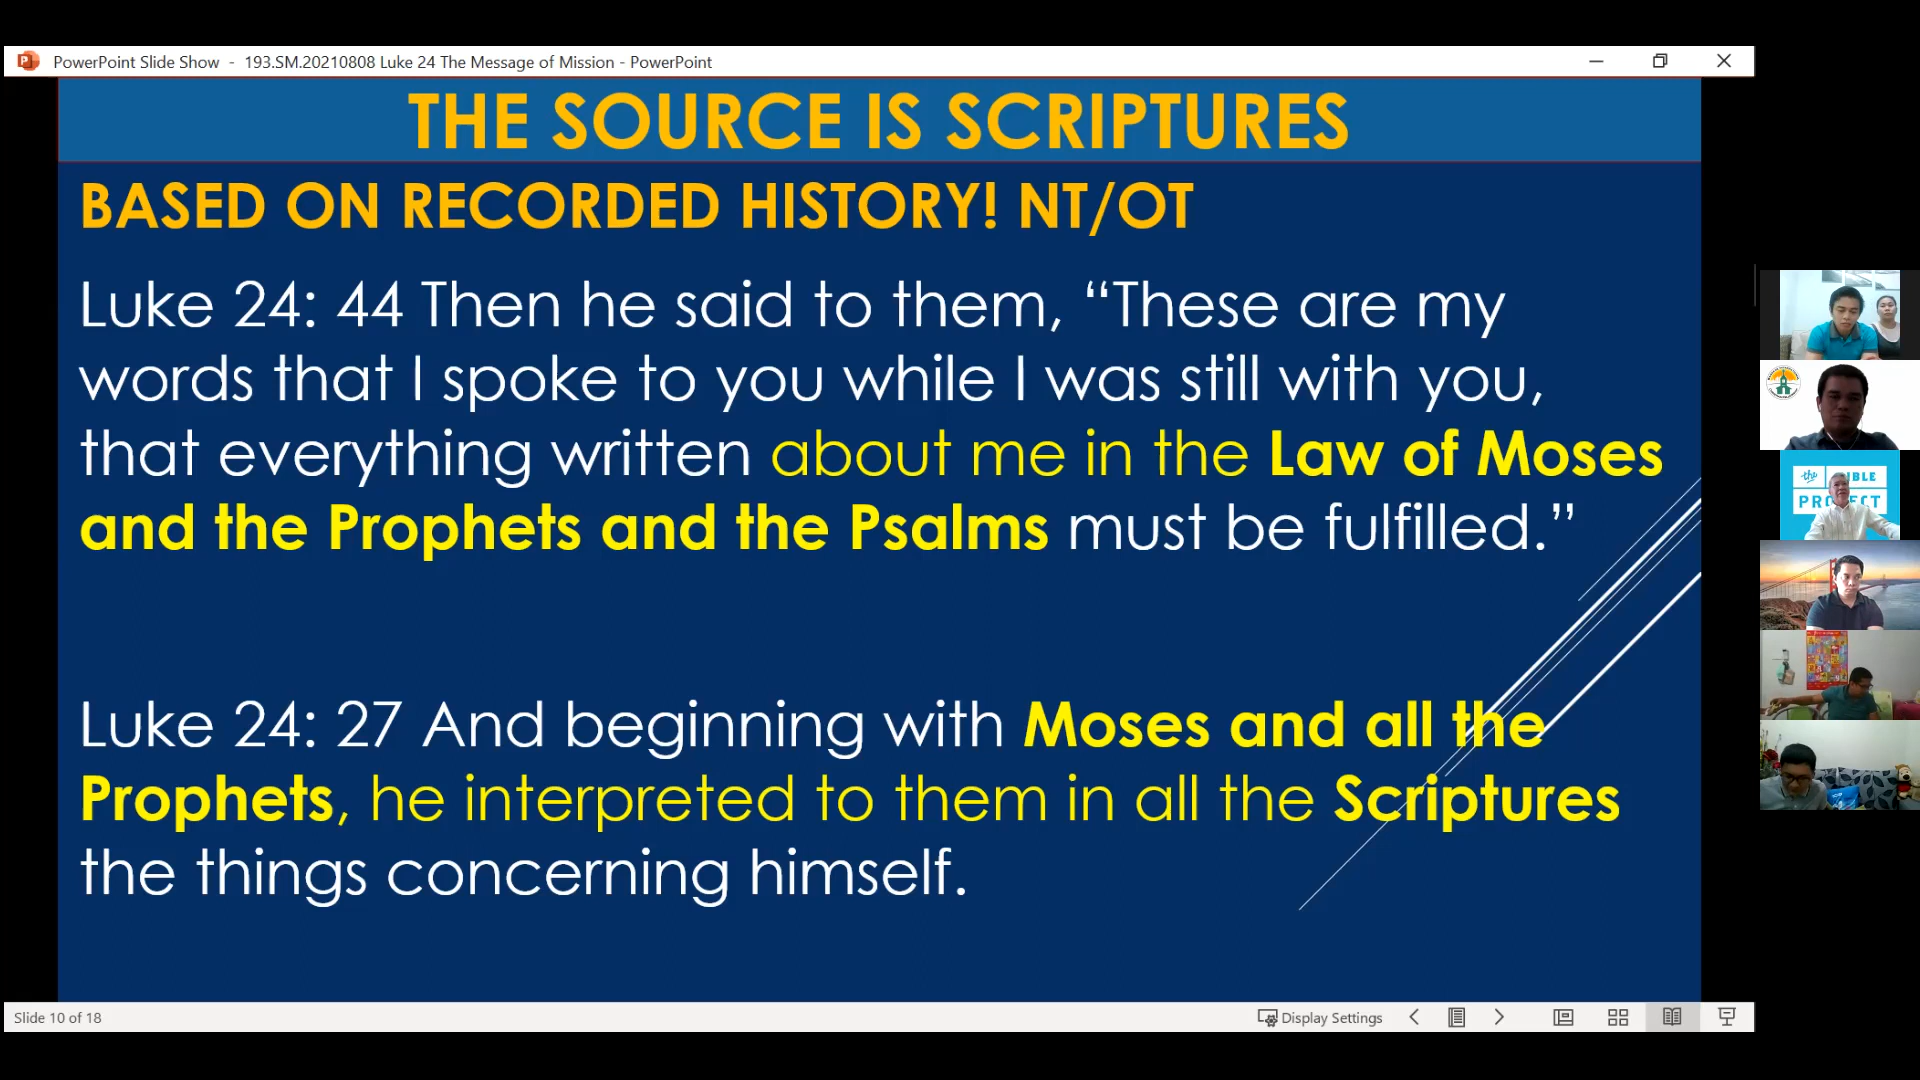 PowerPoint Slide Show - 193.SM.20210808 Luke 24 The Message of Mission - PowerPoint
THE SOURCE IS SCRIPTURES
BASED ON RECORDED HISTORY! NT/OT
Luke 24: 44 Then he said to them, “These are my
words that I spoke to you while I was still with you,
that everything written about me in the Law of Moses
and the Prophets and the Psalms must be fulfilled.”
Luke 24: 27 And beginning with Moses and all the
Prophets, he interpreted to them in all the Scriptures
the things concerning himself.
Slide 10 of 18
Display Settings
the